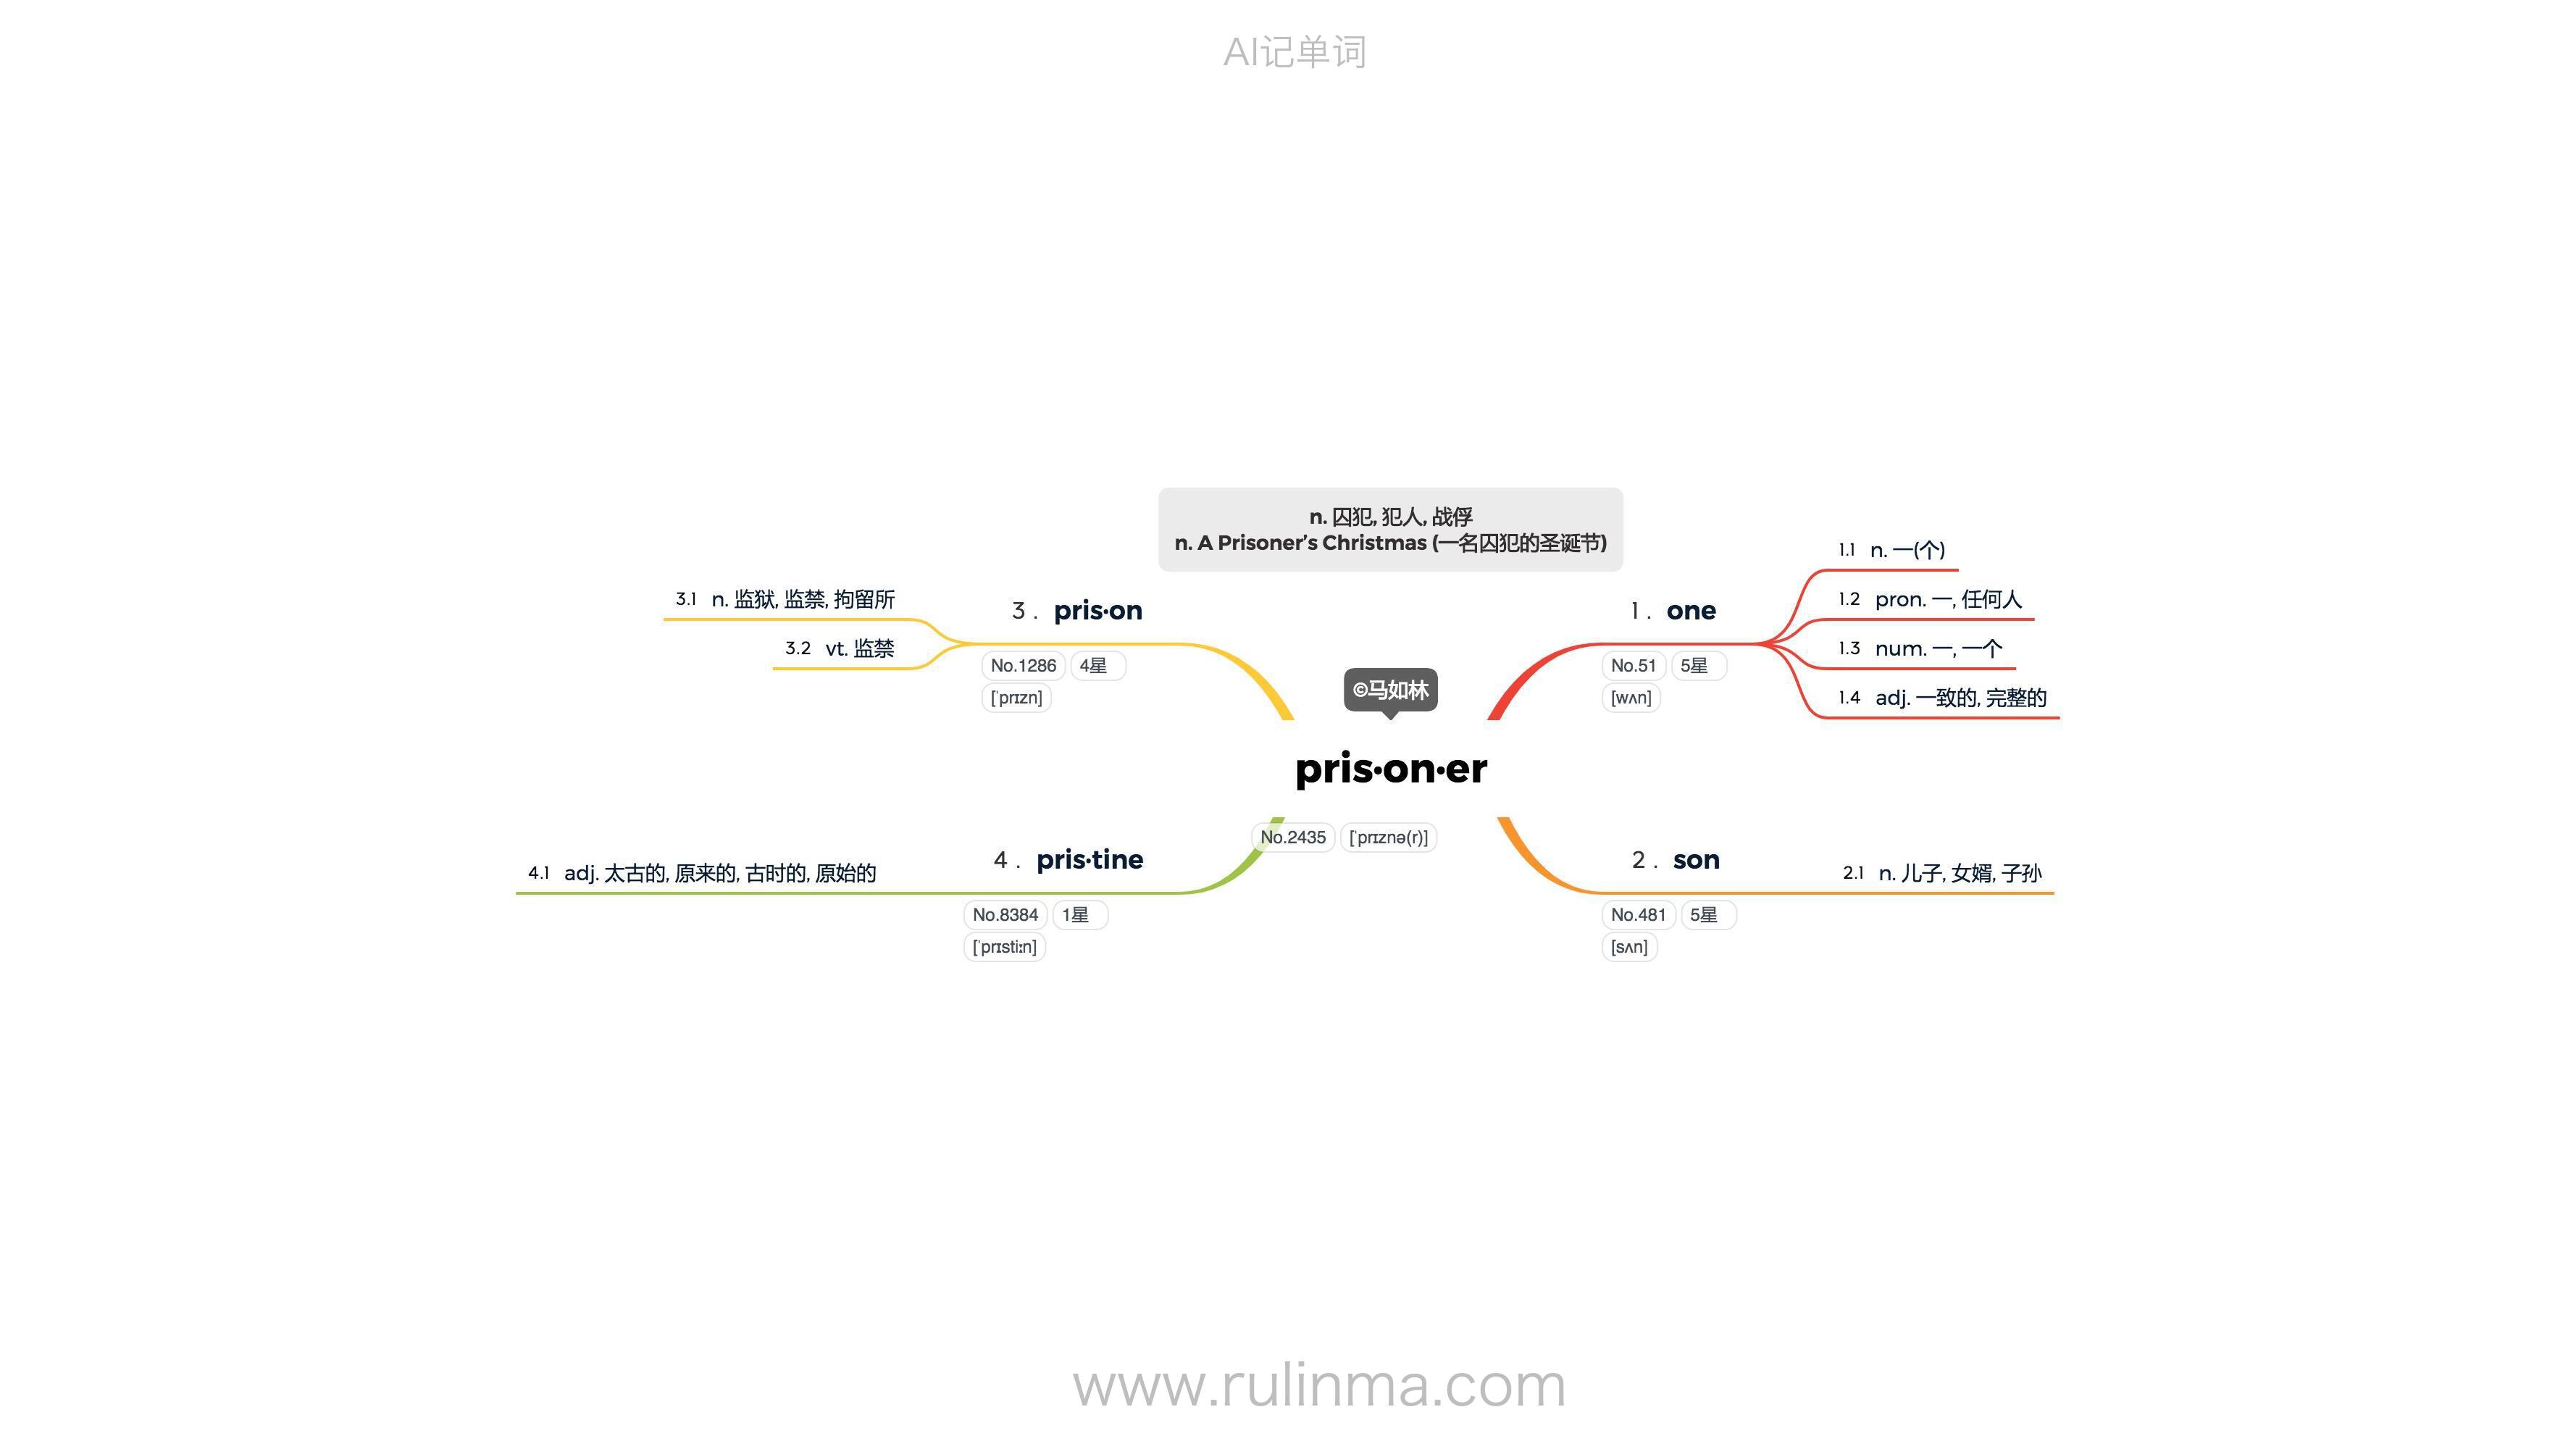 AI记单词
n. 囚犯, 犯人, 战俘
n. A Prisoner’s Christmas (一名囚犯的圣诞节)
©马如林
pris·on·er
No.2435 [ˈprɪznə(r)]
1 . one
No.51 5星
[wʌn]
1.1 n. 一(个)
1.2 pron. 一, 任何人
1.3 num. 一, 一个
1.4 adj. 一致的, 完整的
2 . son
No.481 5星
[sʌn]
2.1 n. 儿子, 女婿, 子孙
3 . pris·on
No.1286 4星
[ˈprɪzn]
3.1 n. 监狱, 监禁, 拘留所
3.2 vt. 监禁
4 . pris·tine
No.8384 1星
[ˈprɪstiːn]
4.1 adj. 太古的, 原来的, 古时的, 原始的
www.rulinma.com